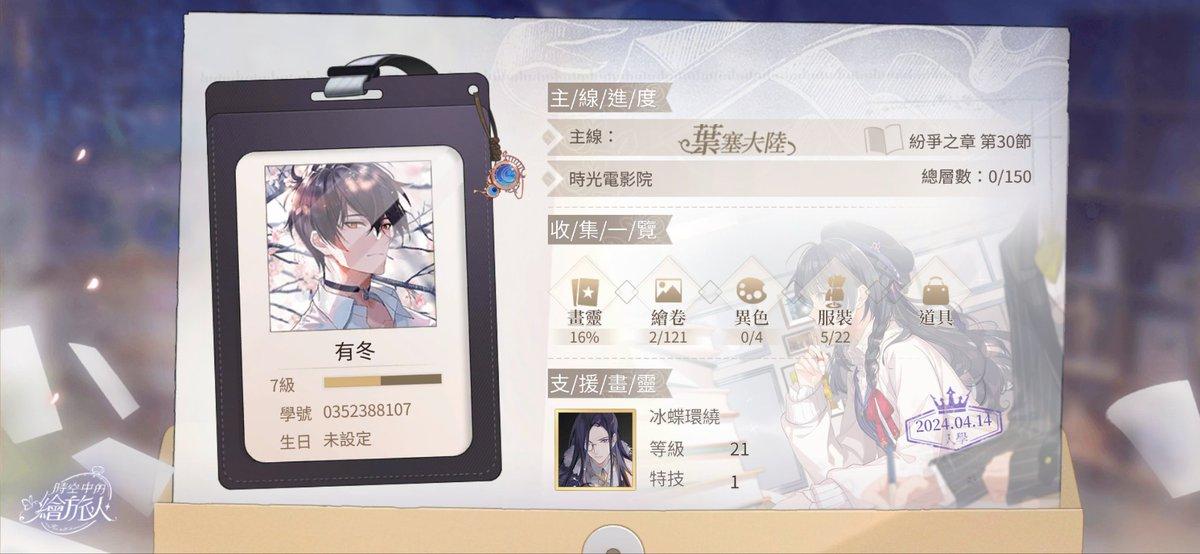 有冬
7級
學號 0352388107
生日 未設定
主/線/進/度
主線：
葉塞大陸
紛爭之章 第30節
時光電影院
總層數：0/150
收/集/一/覽
畫靈
繪卷
異色
服裝
道具
16%
2/121
0/4
5/22
支/援/畫/靈
冰蝶環繞
等級 21
特技 1
2024.04.14
入學
時空中的
繪旅人